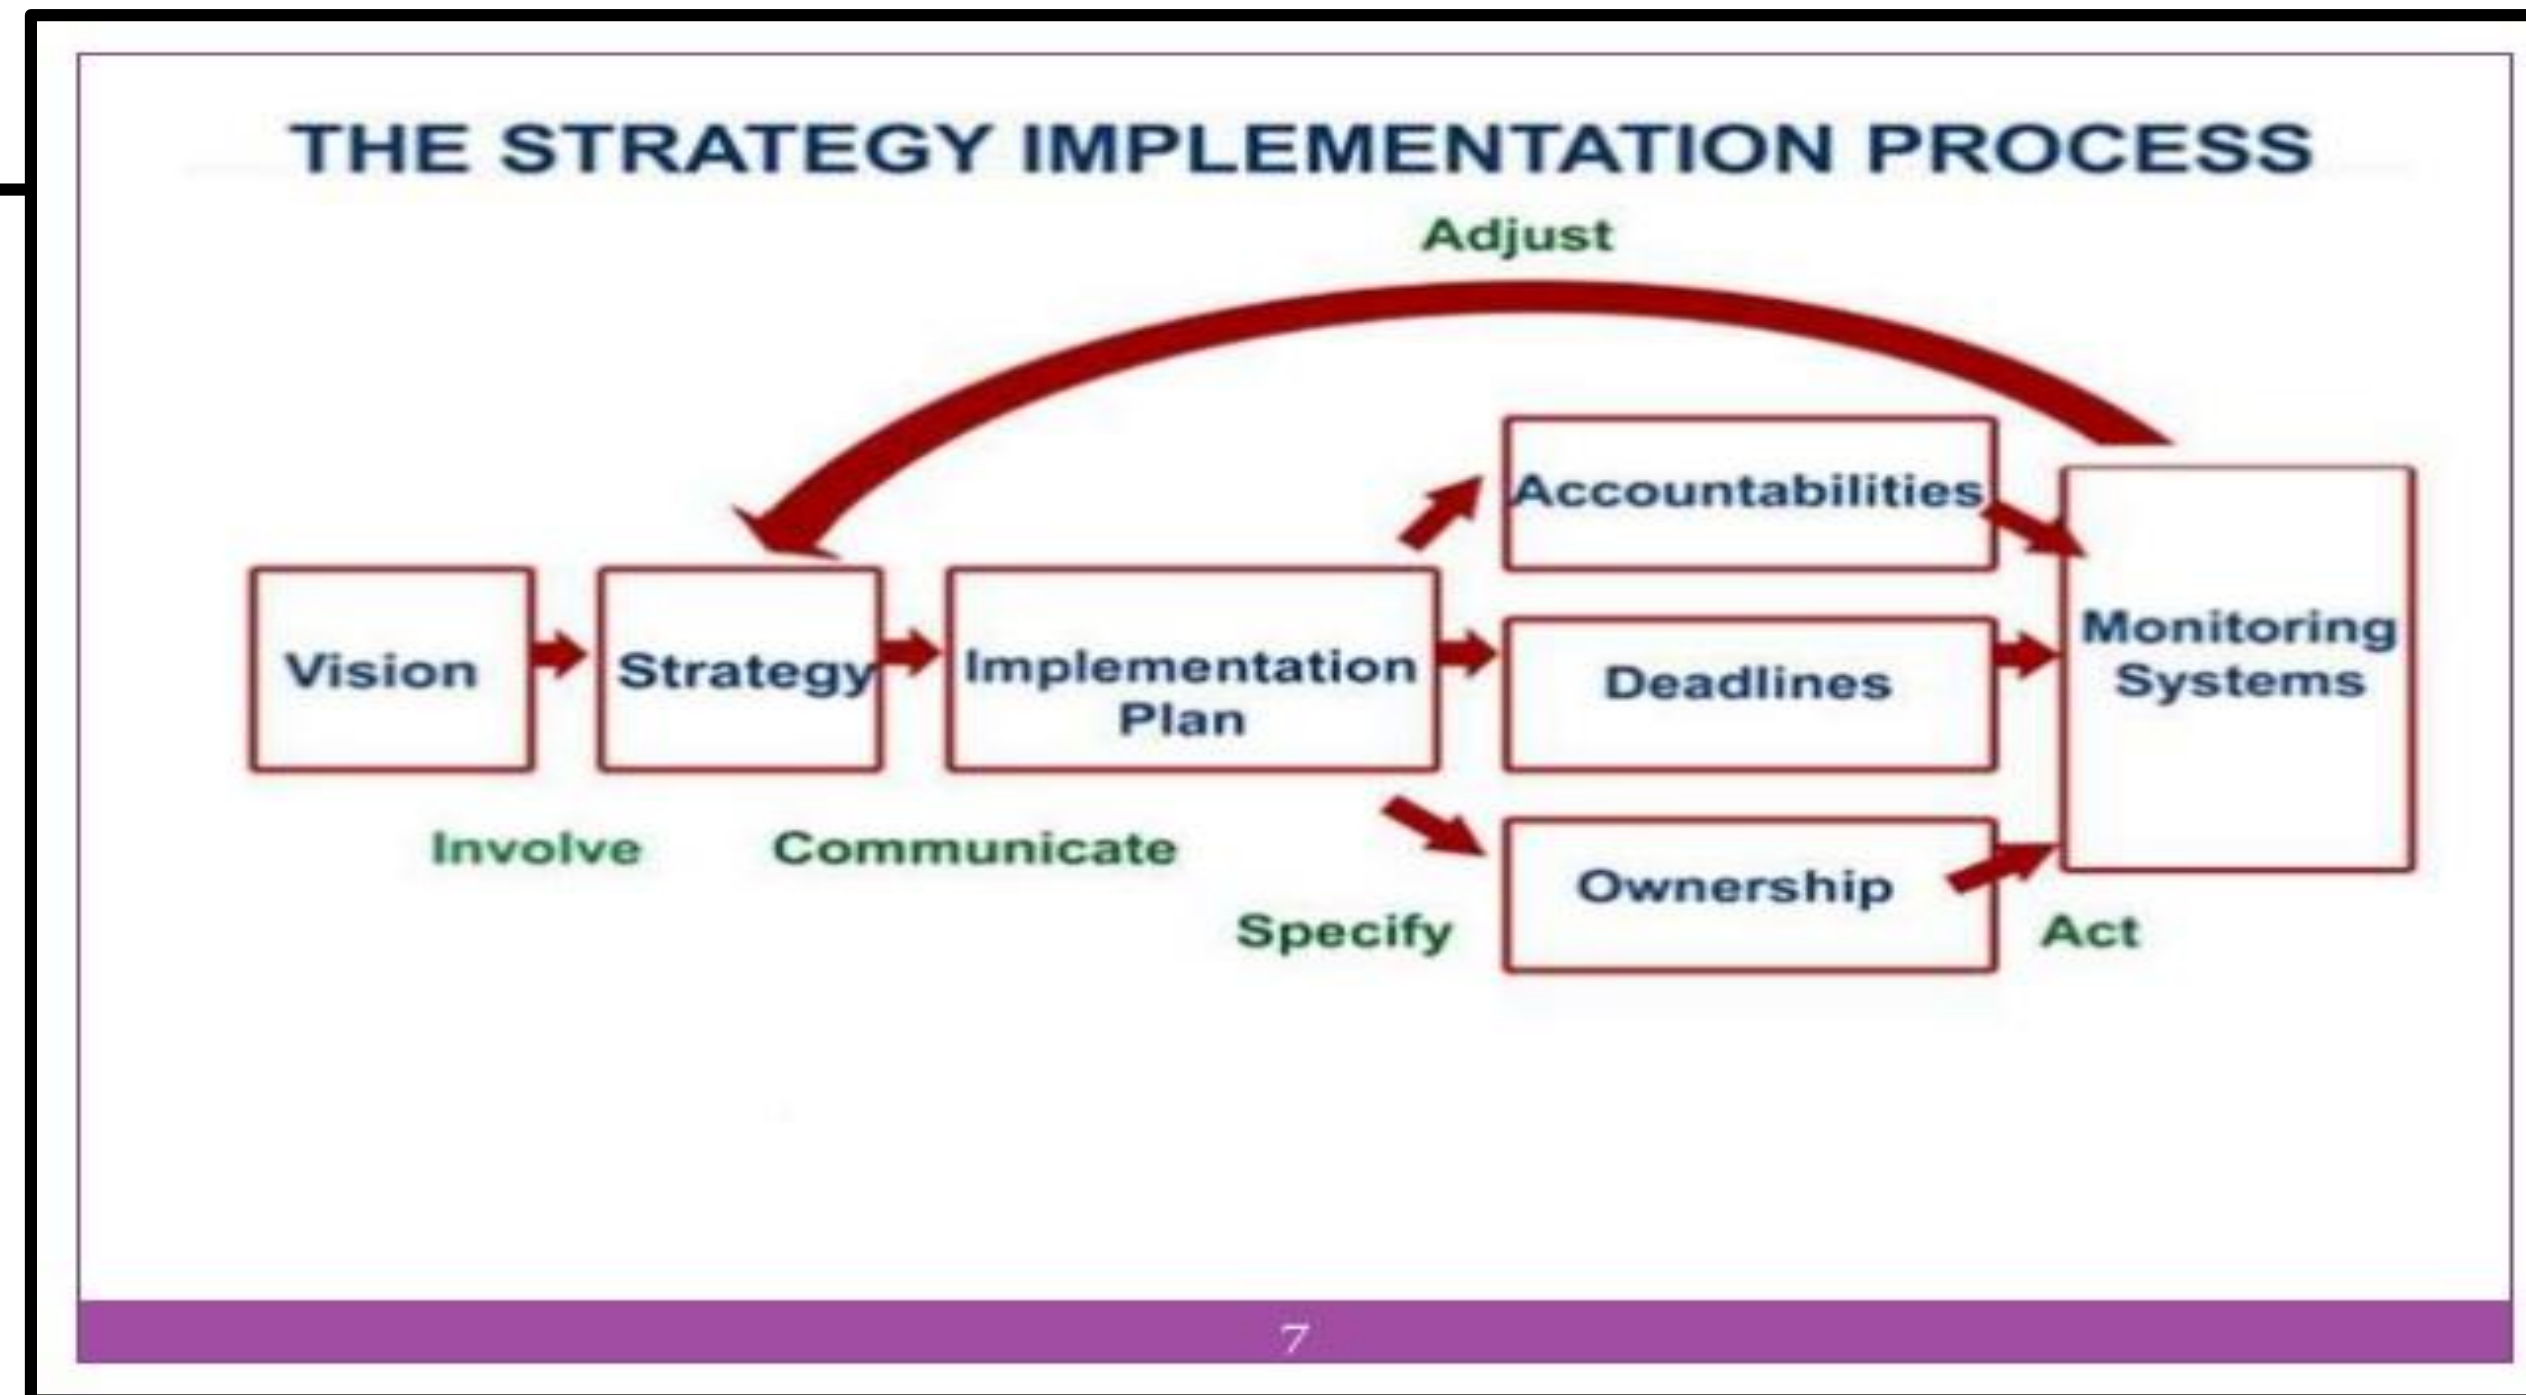 THE STRATEGY IMPLEMENTATION PROCESS
Adjust
Vision
Strategy
Implementation
Plan
Accountabilities
Deadlines
Ownership
Monitoring
Systems
Involve
Communicate
Specify
Act
7